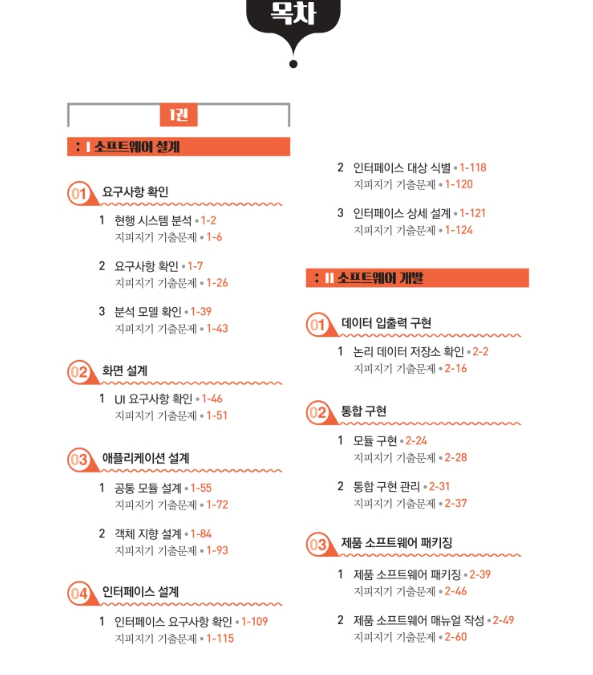 목차
1권
: I 소프트웨어 설계
01 요구사항 확인
1 현행 시스템 분석 • 1-2
지피지기 기출문제 • 1-6
2 요구사항 확인 • 1-7
지피지기 기출문제 • 1-26
3 분석 모델 확인 • 1-39
지피지기 기출문제 • 1-43
02 화면 설계
1 UI 요구사항 확인 • 1-46
지피지기 기출문제 • 1-51
03 애플리케이션 설계
1 공통 모듈 설계 • 1-55
지피지기 기출문제 • 1-72
2 객체 지향 설계 • 1-84
지피지기 기출문제 • 1-93
04 인터페이스 설계
1 인터페이스 요구사항 확인 • 1-109
지피지기 기출문제 • 1-115
2 인터페이스 대상 식별 • 1-118
지피지기 기출문제 • 1-120
3 인터페이스 상세 설계 • 1-121
지피지기 기출문제 • 1-124
: II 소프트웨어 개발
01 데이터 입출력 구현
1 논리 데이터 저장소 확인 • 2-2
지피지기 기출문제 • 2-16
02 통합 구현
1 모듈 구현 • 2-24
지피지기 기출문제 • 2-28
2 통합 구현 관리 • 2-31
지피지기 기출문제 • 2-37
03 제품 소프트웨어 패키징
1 제품 소프트웨어 패키징 • 2-39
지피지기 기출문제 • 2-46
2 제품 소프트웨어 매뉴얼 작성 • 2-49
지피지기 기출문제 • 2-60